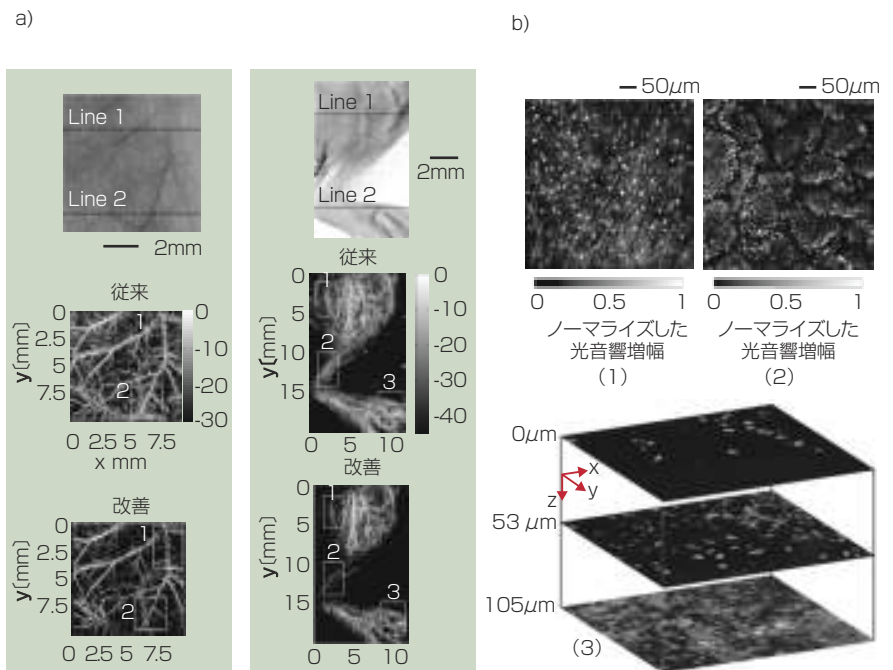 a)
Line 1
Line 2
2mm
従来
0
2.5
5
7.5
y(mm)
1
2
0
-10
-20
-30
0 2.5 5 7.5
x mm
改善
0
2.5
5
7.5
y(mm)
1
2
0 2.5 5 7.5
Line 1
Line 2
2mm
従来
0
5
10
15
y(mm)
1
2
3
0
-10
-20
-30
-40
0 5 10
改善
0
5
10
15
y(mm)
1
2
3
0 5 10
b)
50μm
0 0.5 1
ノーマライズした
光音響増幅
(1)
50μm
0 0.5 1
ノーマライズした
光音響増幅
(2)
0μm
x
y
z
53 μm
105μm
(3)